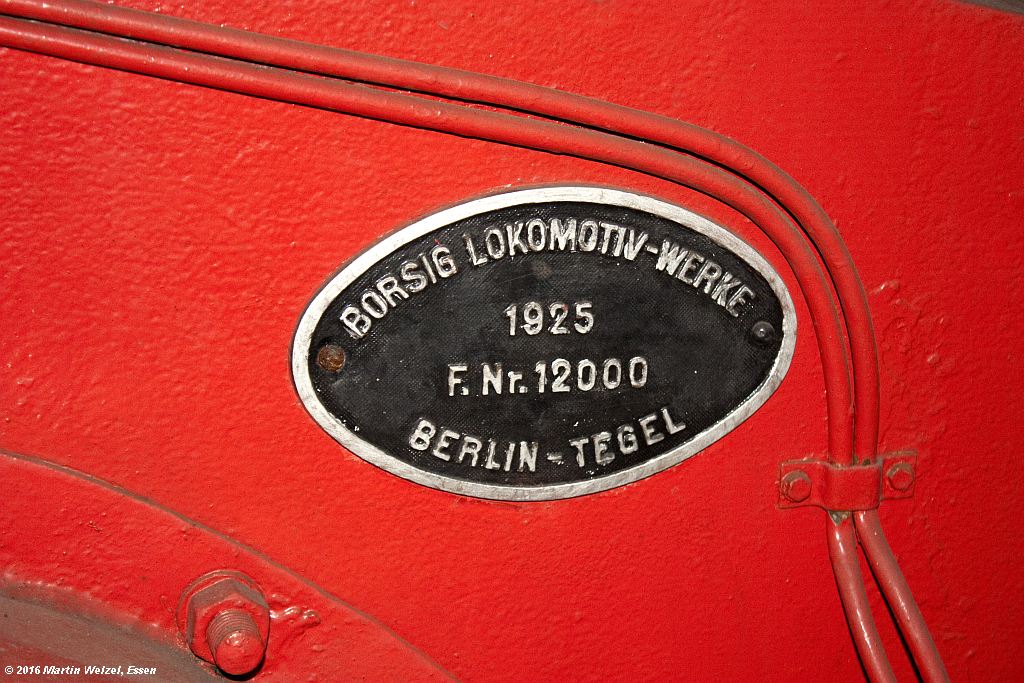 BORSIG LOKOMOTIV-WERKE
1925
F. Nr. 12000
BERLIN-TEGEL
© 2016 Martin Welzel, Essen